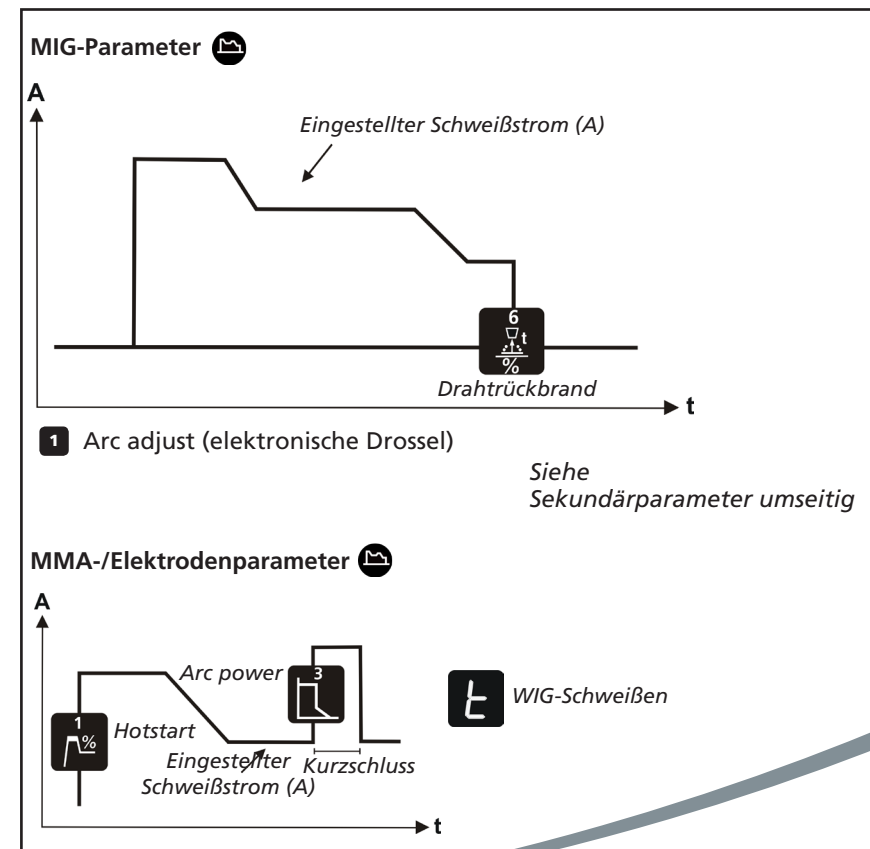 MIG-Parameter
A
Eingestellter Schweißstrom (A)
6
t
%
Drahtrückbrand
t
1 Arc adjust (elektronische Drossel)
Siehe
Sekundärparameter umseitig
MMA-/Elektrodenparameter
A
Arc power
3
t WIG-Schweißen
1
%
Hotstart
Eingestellter
Schweißstrom (A)
Kurzschluss
t